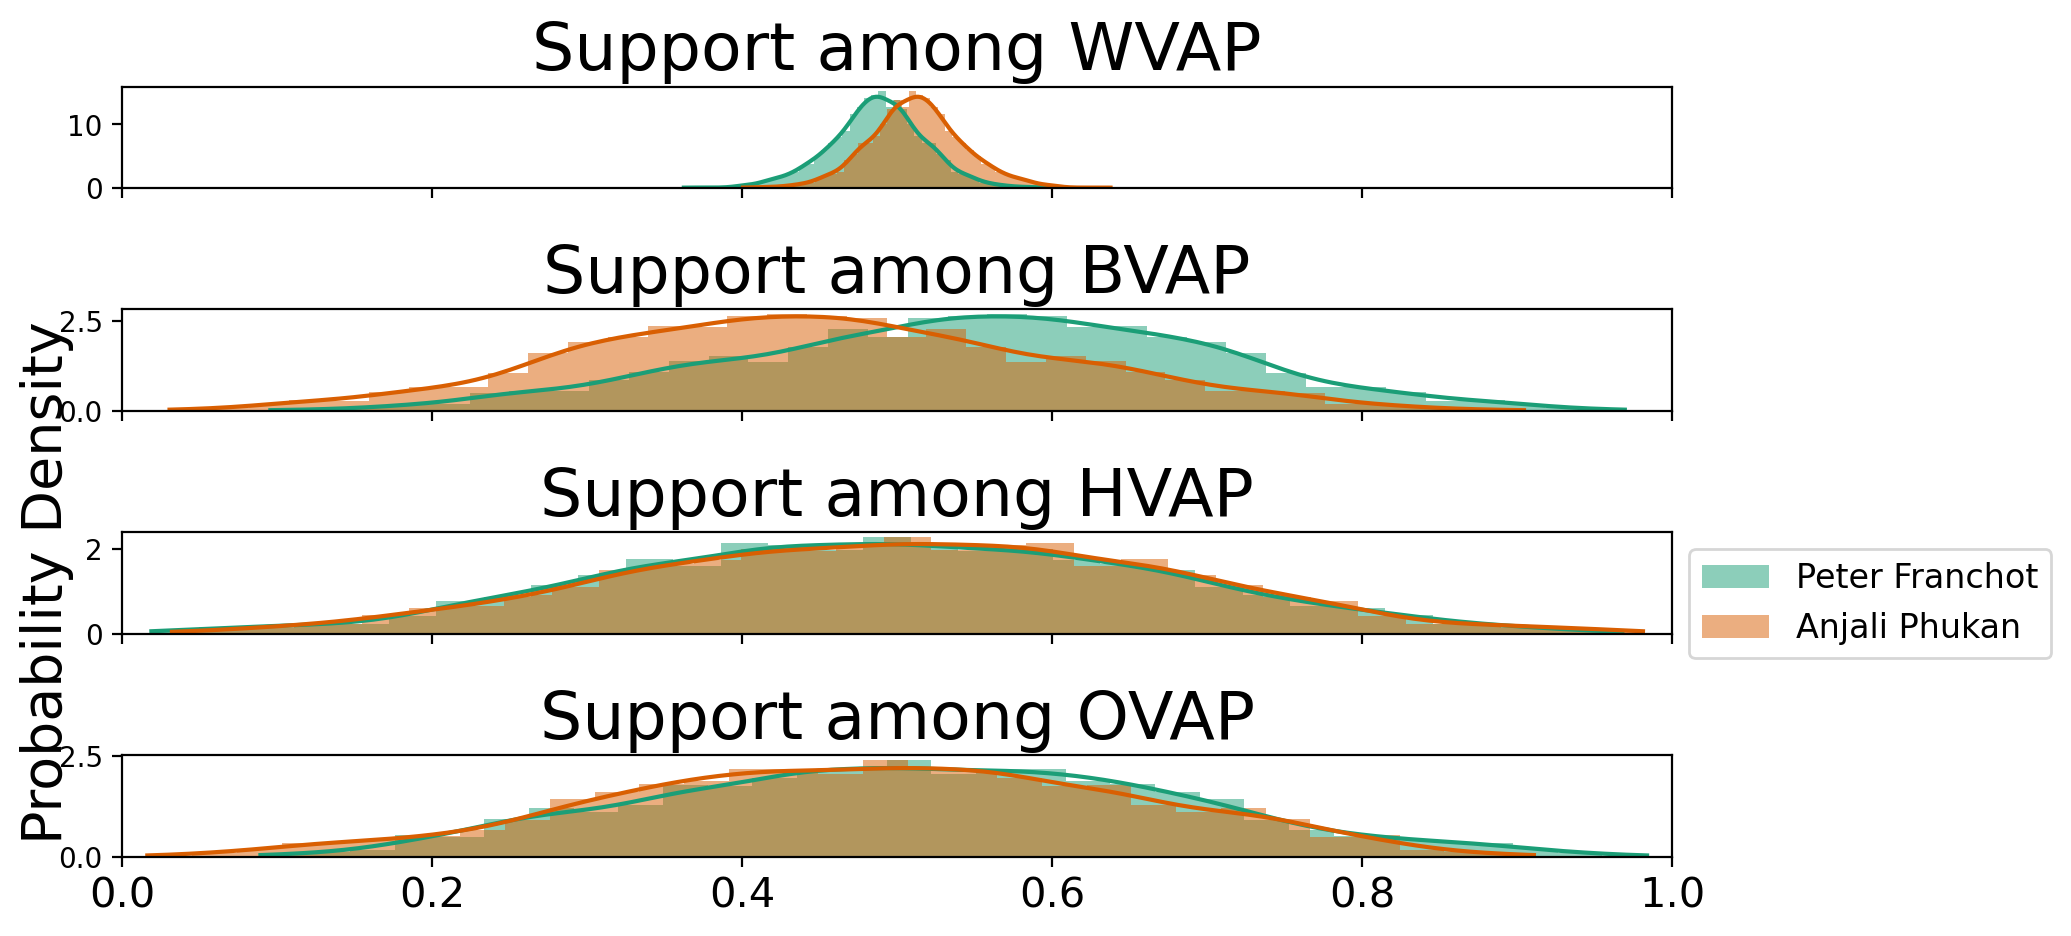 Support among WVAP
10
0
Support among BVAP
2.5
0.0
Probability Density
Support among HVAP
2
0
Peter Franchot
Anjali Phukan
Support among OVAP
2.5
0.0
0.0 0.2 0.4 0.6 0.8 1.0